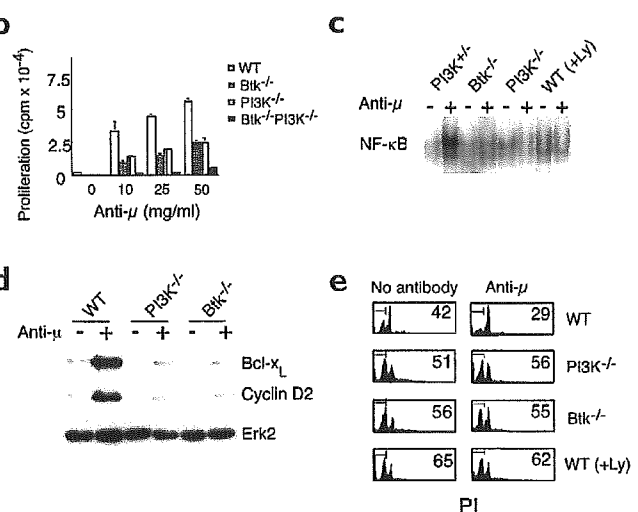 b
Proliferation (cpm x 10⁻⁴)
7.5
5
2.5
0
WT
Btk⁻/⁻
PI3K⁻/⁻
Btk⁻/⁻PI3K⁻/⁻
0 10 25 50
Anti-μ (mg/ml)
c
PI3K⁺/⁻ Btk⁻/⁻ PI3K⁻/⁻ WT (+Ly)
Anti-μ - + - + - + - +
NF-κB
d
WT PI3K⁻/⁻ Btk⁻/⁻
Anti-μ - + - + - +
Bcl-xL
Cyclin D2
Erk2
e
No antibody Anti-μ
42 29 WT
51 56 PI3K⁻/⁻
56 55 Btk⁻/⁻
65 62 WT (+Ly)
PI